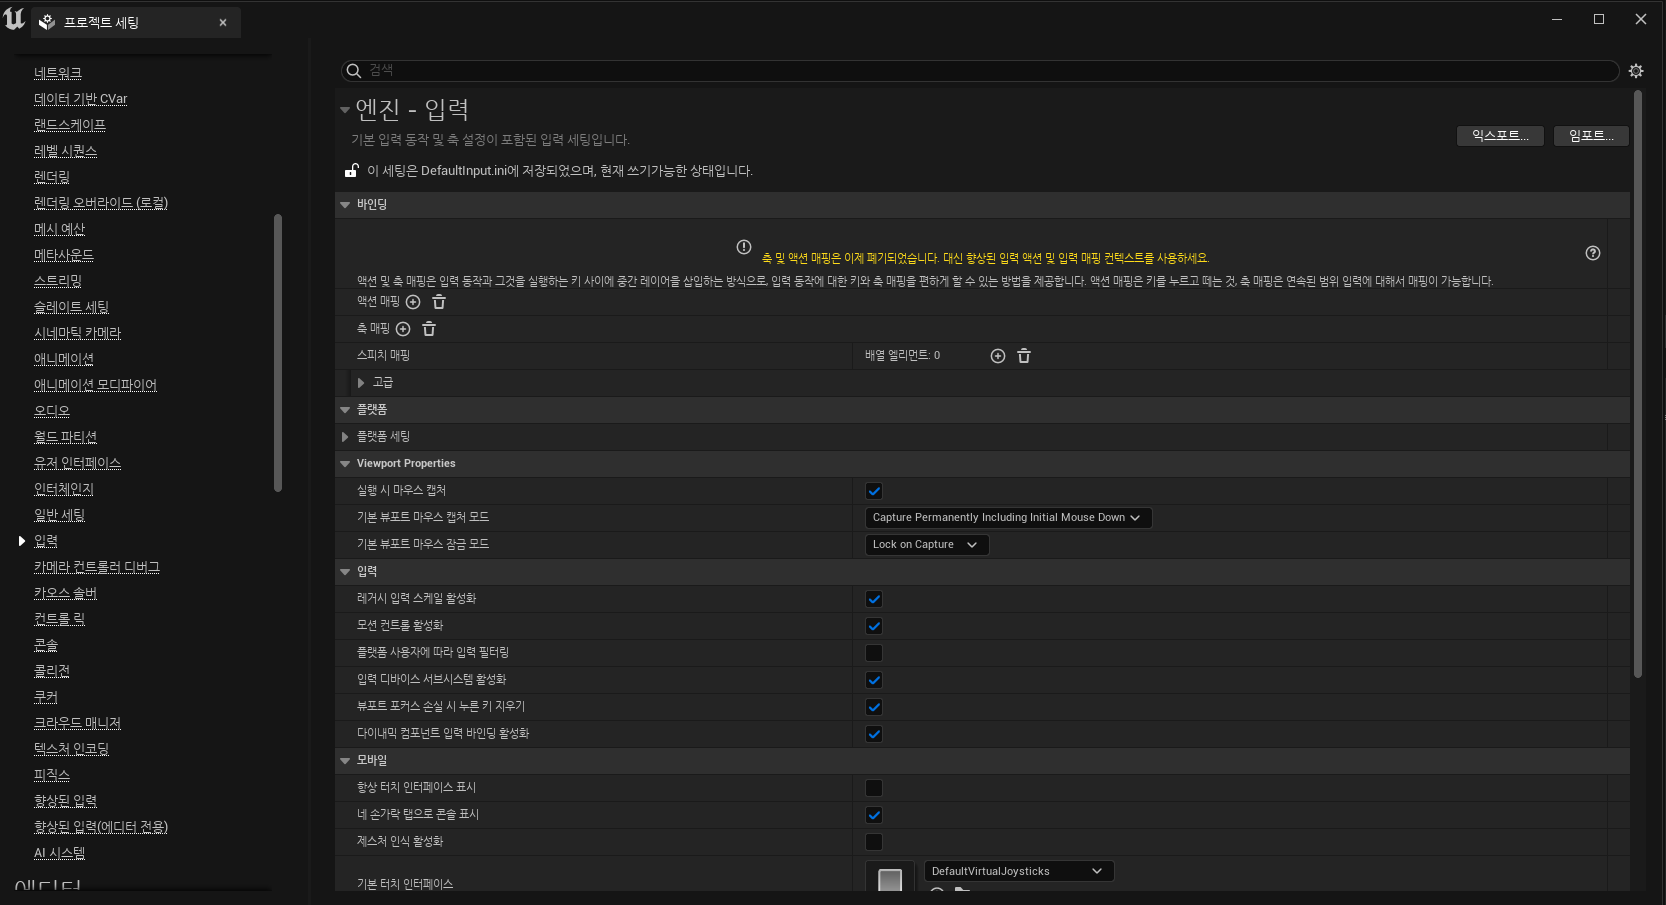 프로젝트 세팅
네트워크
데이터 기반 CVar
랜드스케이프
레벨 시퀀스
렌더링
렌더링 오버라이드 (로컬)
메시 예산
메타사운드
스트리밍
슬레이트 세팅
시네마틱 카메라
애니메이션
애니메이션 모디파이어
오디오
월드 파티션
유저 인터페이스
인터체인지
일반 세팅
입력
카메라 컨트롤러 디버그
카오스 솔버
컨트롤 릭
콘솔
콜리전
쿠커
크라우드 매니저
텍스처 인코딩
피직스
향상된 입력
향상된 입력(에디터 전용)
AI 시스템
에디터
검색
엔진 - 입력
기본 입력 동작 및 축 설정이 포함된 입력 세팅입니다.
익스포트...
임포트...
이 세팅은 DefaultInput.ini에 저장되었으며, 현재 쓰기가능한 상태입니다.
바인딩
축 및 액션 매핑은 이제 폐기되었습니다. 대신 향상된 입력 액션 및 입력 매핑 컨텍스트를 사용하세요.
액션 및 축 매핑은 입력 동작과 그것을 실행하는 키 사이에 중간 레이어를 삽입하는 방식으로, 입력 동작에 대한 키와 축 매핑을 편하게 할 수 있는 방법을 제공합니다. 액션 매핑은 키를 누르고 떼는 것, 축 매핑은 연속된 범위 입력에 대해서 매핑이 가능합니다.
액션 매핑
축 매핑
스피치 매핑
배열 엘리먼트: 0
고급
플랫폼
플랫폼 세팅
Viewport Properties
실행 시 마우스 캡처
기본 뷰포트 마우스 캡처 모드
Capture Permanently Including Initial Mouse Down
기본 뷰포트 마우스 잠금 모드
Lock on Capture
입력
레거시 입력 스케일 활성화
모션 컨트롤 활성화
플랫폼 사용자에 따라 입력 필터링
입력 디바이스 서브시스템 활성화
뷰포트 포커스 손실 시 누른 키 지우기
다이내믹 컴포넌트 입력 바인딩 활성화
모바일
항상 터치 인터페이스 표시
네 손가락 탭으로 콘솔 표시
제스처 인식 활성화
기본 터치 인터페이스
DefaultVirtualJoysticks